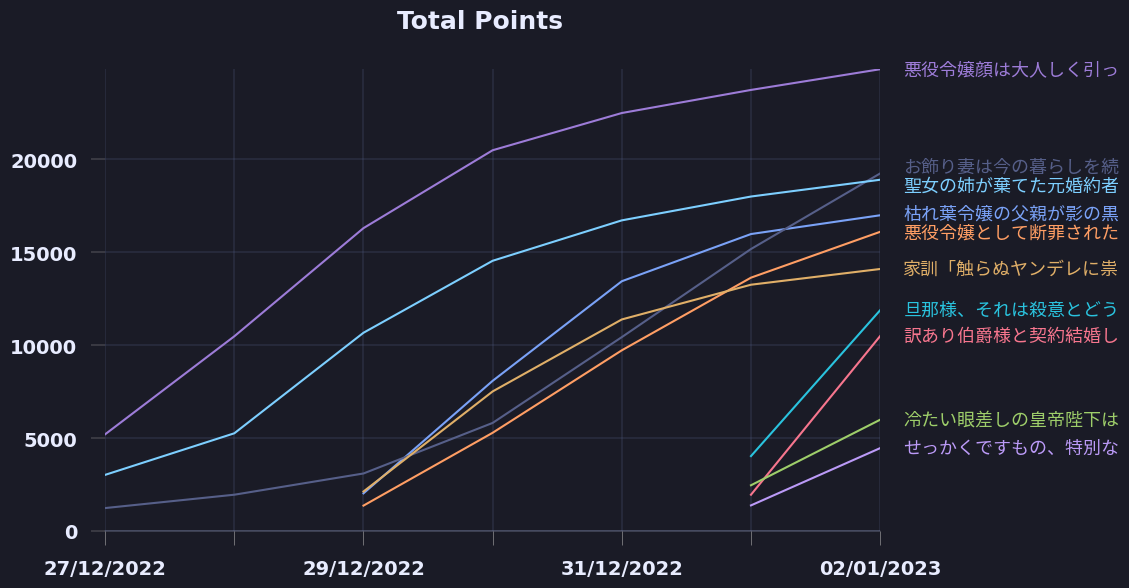 Total Points
20000
15000
10000
5000
0
27/12/2022
29/12/2022
31/12/2022
02/01/2023
悪役令嬢顔は大人しく引っ
お飾り妻は今の暮らしを続
聖女の姉が棄てた元婚約者
枯れ葉令嬢の父親が影の黒
悪役令嬢として断罪された
家訓「触らぬヤンデレに祟
旦那様、それは殺意とどう
訳あり伯爵様と契約結婚し
冷たい眼差しの皇帝陛下は
せっかくですもの、特別な